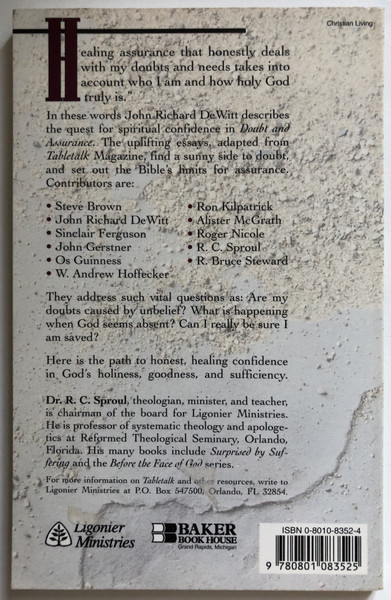 Christian Living
Healing assurance that honestly deals
with my doubts and needs takes into
account who I am and how holy God
truly is."
In these words John Richard DeWitt describes
the quest for spiritual confidence in Doubt and
Assurance. The uplifting essays, adapted from
Tabletalk Magazine, find a sunny side to doubt,
and set out the Bible's limits for assurance.
Contributors are:
• Steve Brown
• John Richard DeWitt
• Sinclair Ferguson
• John Gerstner
• Os Guinness
• W. Andrew Hoffecker
• Ron Kilpatrick
• Alister McGrath
• Roger Nicole
• R. C. Sproul
• R. Bruce Steward
They address such vital questions as: Are my
doubts caused by unbelief? What is happening
when God seems absent? Can I really be sure I
am saved?
Here is the path to honest, healing confidence
in God's holiness, goodness, and sufficiency.
Dr. R. C. Sproul, theologian, minister, and teacher,
is chairman of the board for Ligonier Ministries.
He is professor of systematic theology and apologe-
tics at Reformed Theological Seminary, Orlando,
Florida. His many books include Surprised by Suf-
fering and the Before the Face of God series.
For more information on Tabletalk and other resources, write to
Ligonier Ministries at P.O. Box 547500, Orlando, FL 32854.
Ligonier
Ministries
BAKER
BOOK HOUSE
Grand Rapids, Michigan
ISBN 0-8010-8352-4
9 780801 083525